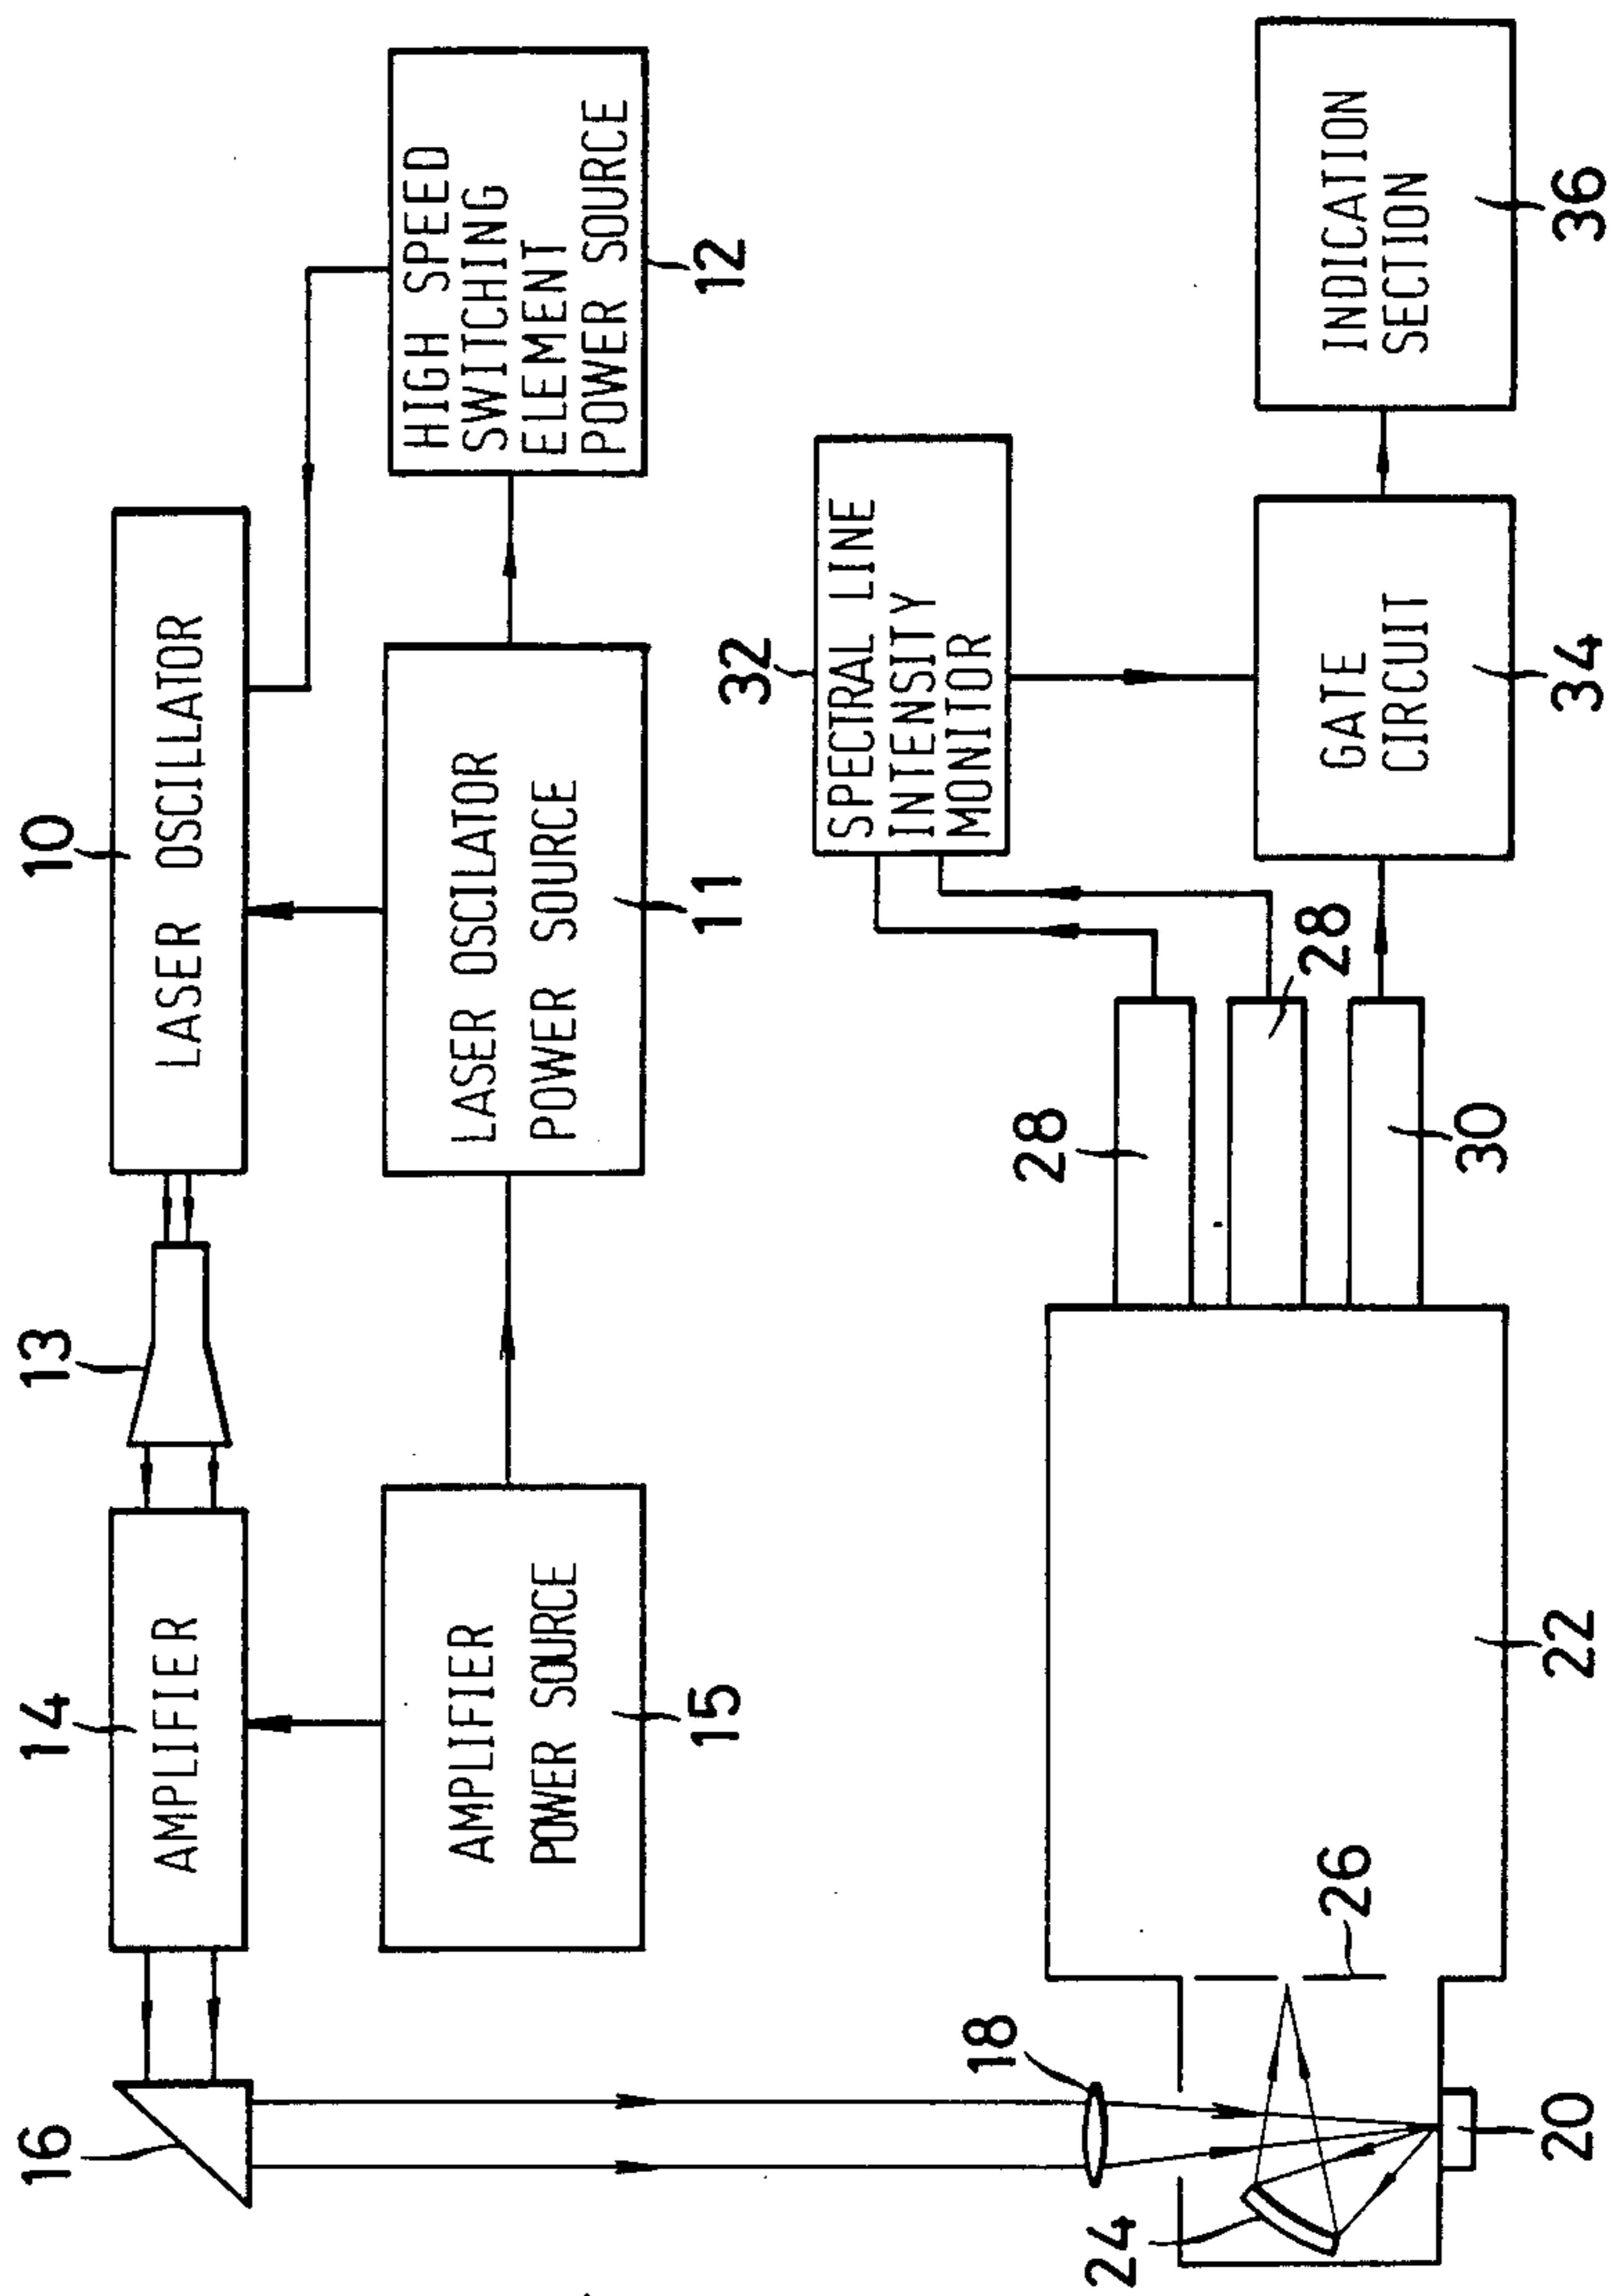 16
14
AMPLIFIER
13
10
LASER OSCILLATOR
AMPLIFIER
POWER SOURCE
15
LASER OSCILATOR
POWER SOURCE
11
HIGH SPEED
SWITCHING
ELEMENT
POWER SOURCE
12
18
24
20
26
22
28
28
30
32
SPECTRAL LINE
INTENSITY
MONITOR
GATE
CIRCUIT
34
INDICATION
SECTION
36